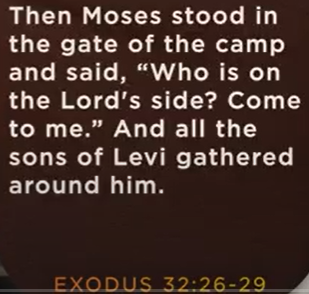 Then Moses stood in
the gate of the camp
and said, “Who is on
the Lord's side? Come
to me.” And all the
sons of Levi gathered
around him.
EXODUS 32:26-29